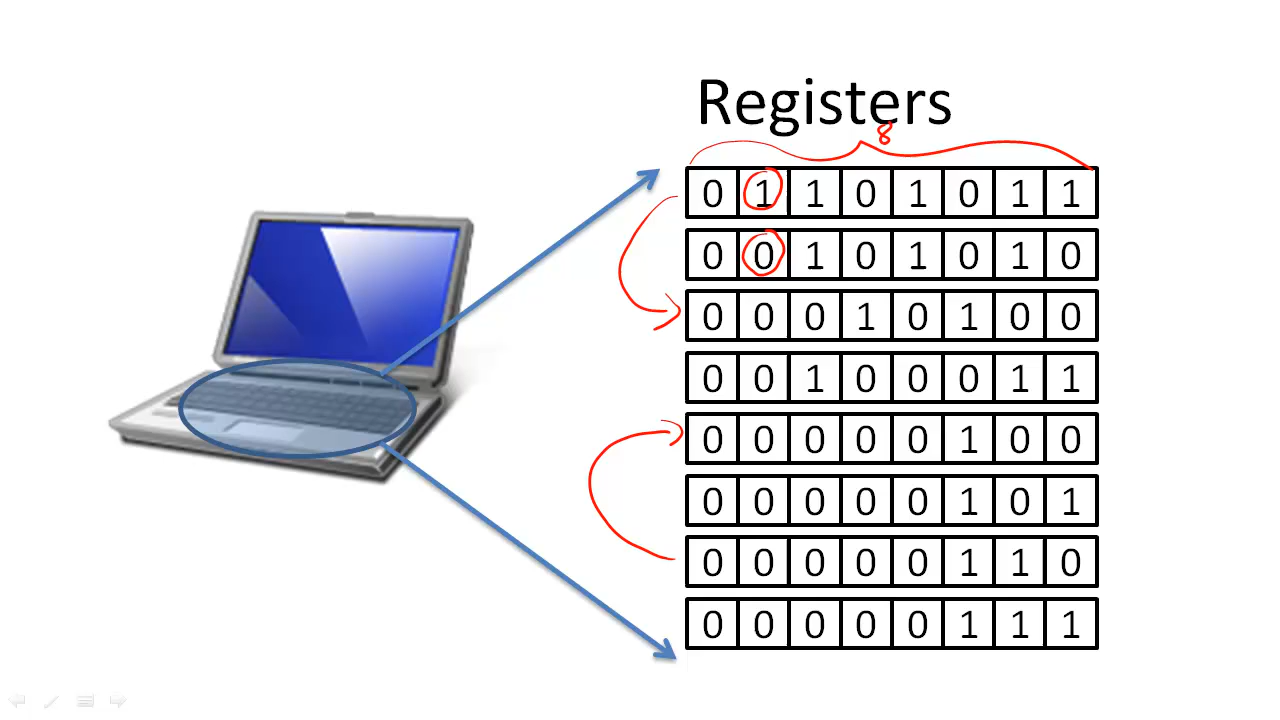 Registers
8
0 1 1 0 1 0 1 1
0 0 1 0 1 0 1 0
0 0 0 1 0 1 0 0
0 0 1 0 0 0 1 1
0 0 0 0 0 1 0 0
0 0 0 0 0 1 0 1
0 0 0 0 0 1 1 0
0 0 0 0 0 1 1 1